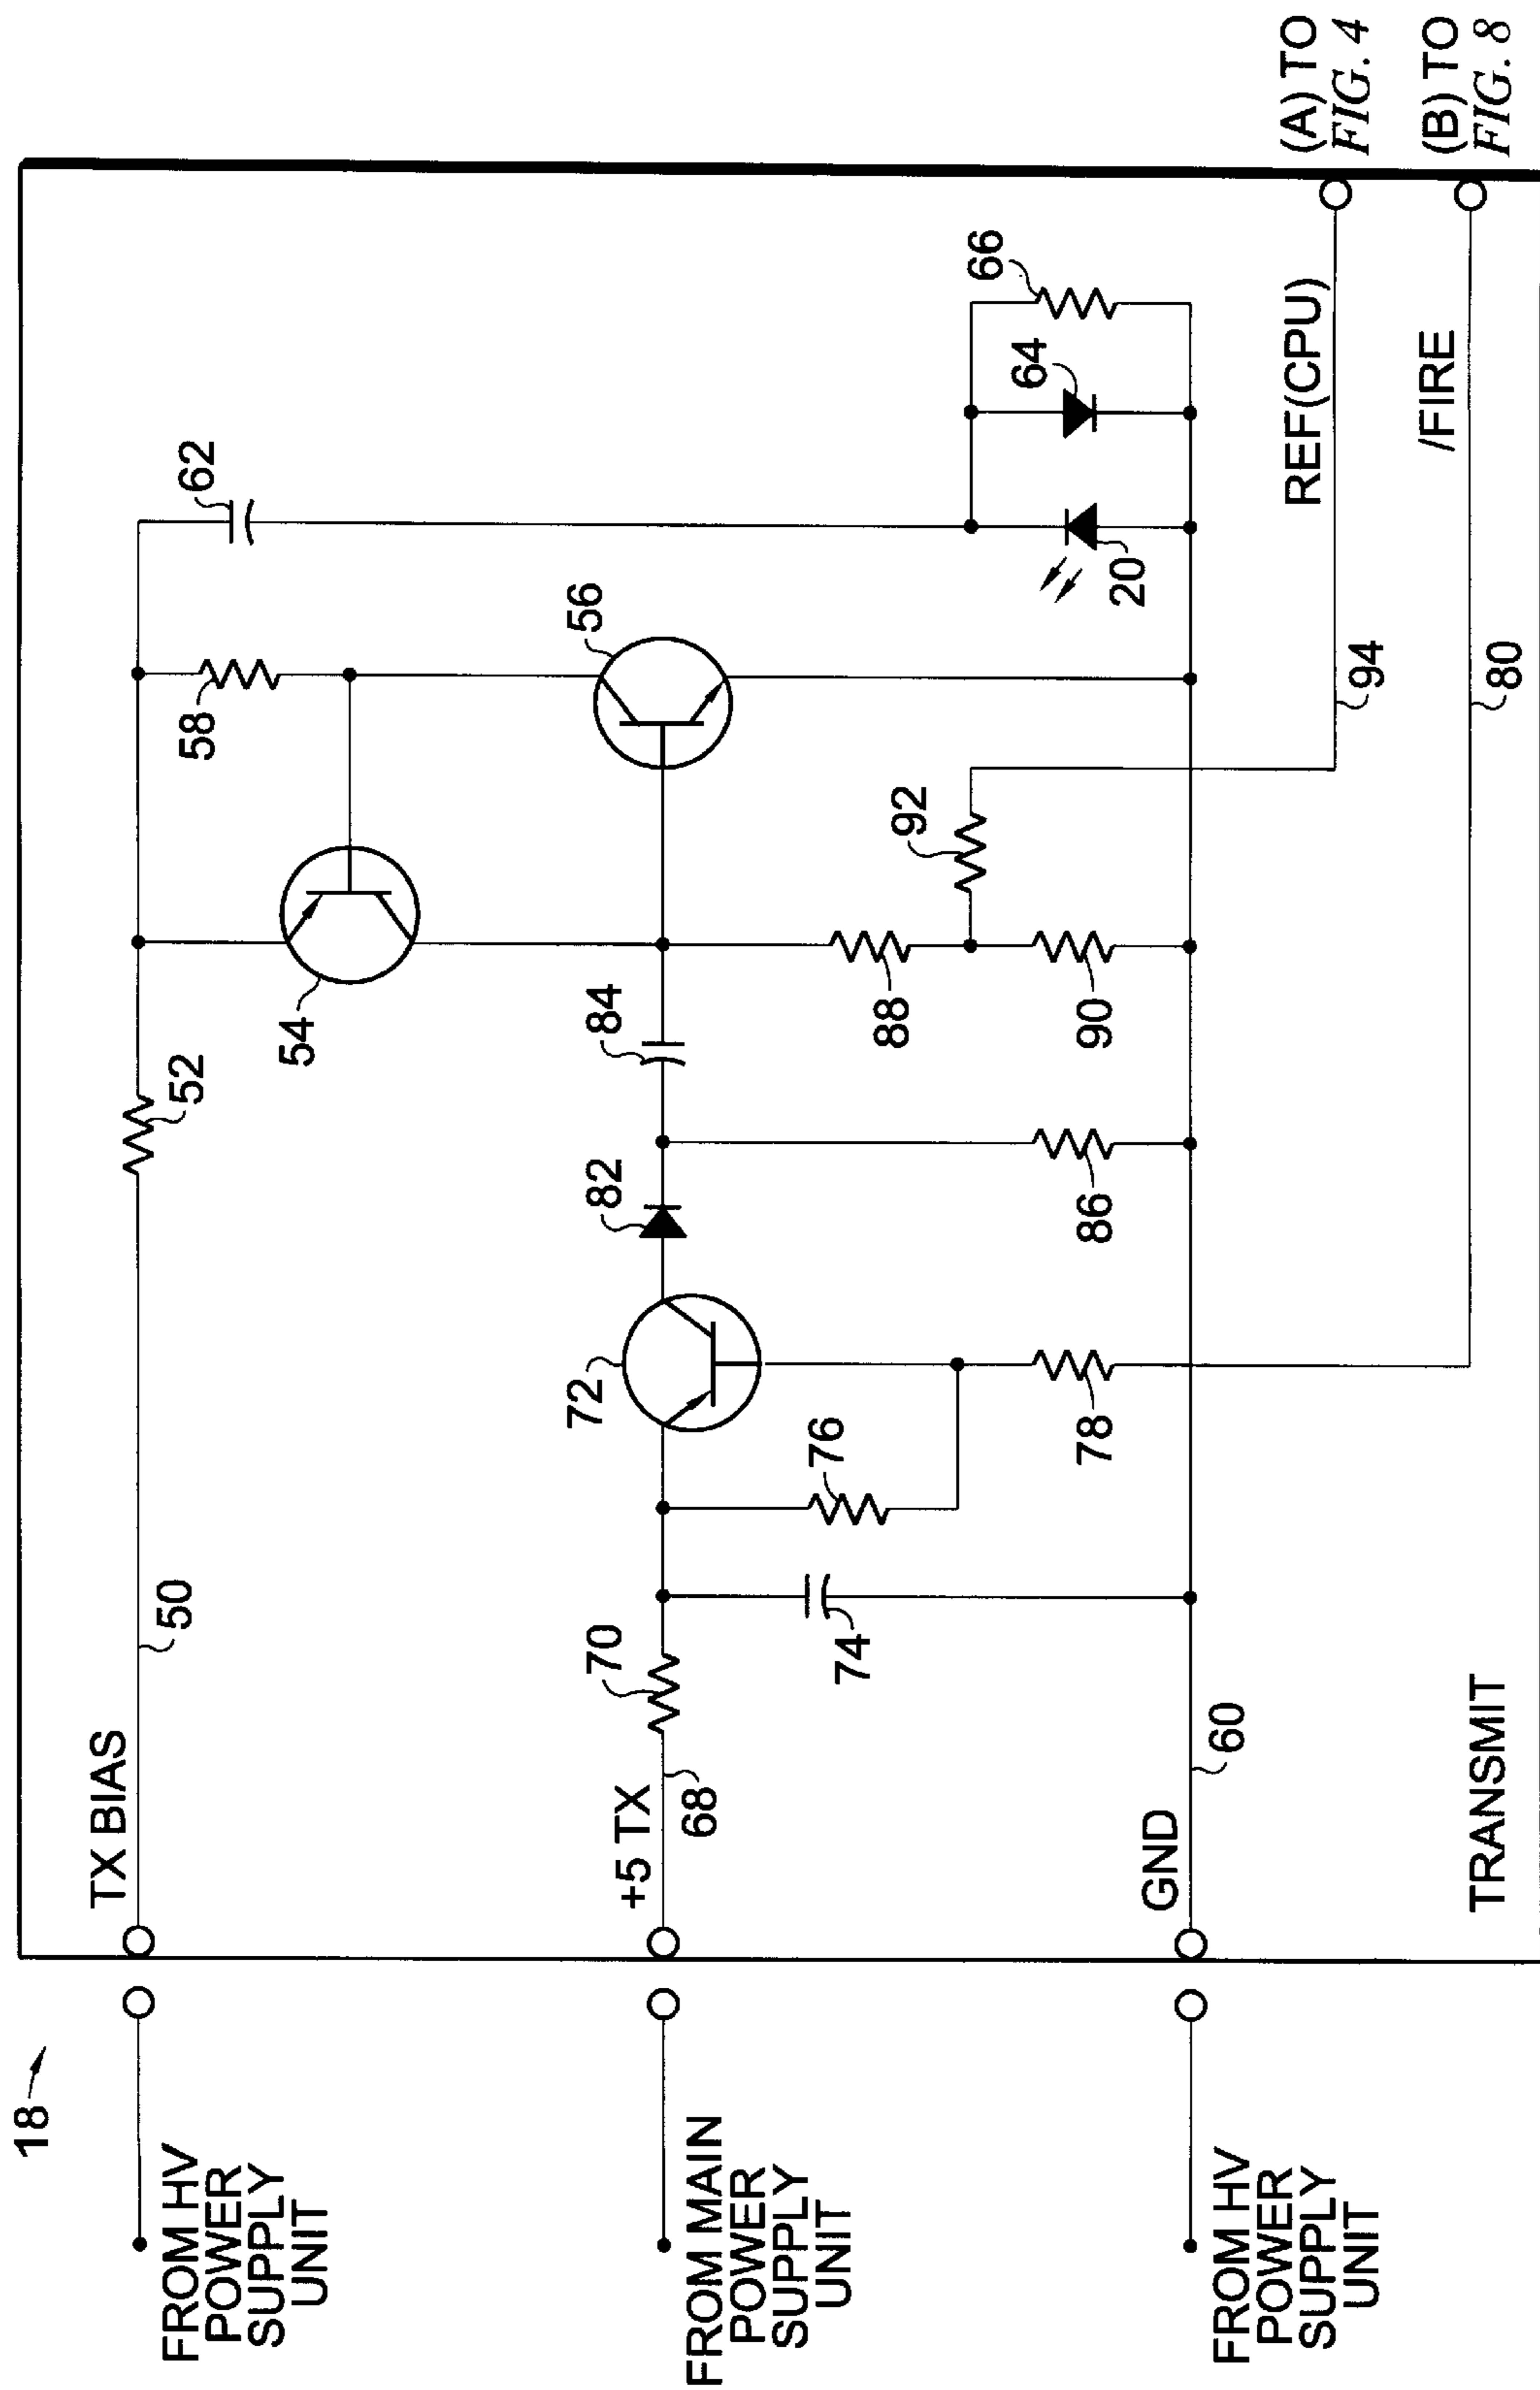 18
FROM HV
POWER
SUPPLY
UNIT
TX BIAS
50
52
54
58
56
62
FROM MAIN
POWER
SUPPLY
UNIT
+5 TX
68
70
74
76
72
78
82
84
86
88
90
92
20
64
66
FROM HV
POWER
SUPPLY
UNIT
GND
60
REF(CPU)
94
(A) TO
FIG. 4
/FIRE
80
(B) TO
FIG. 8
TRANSMIT